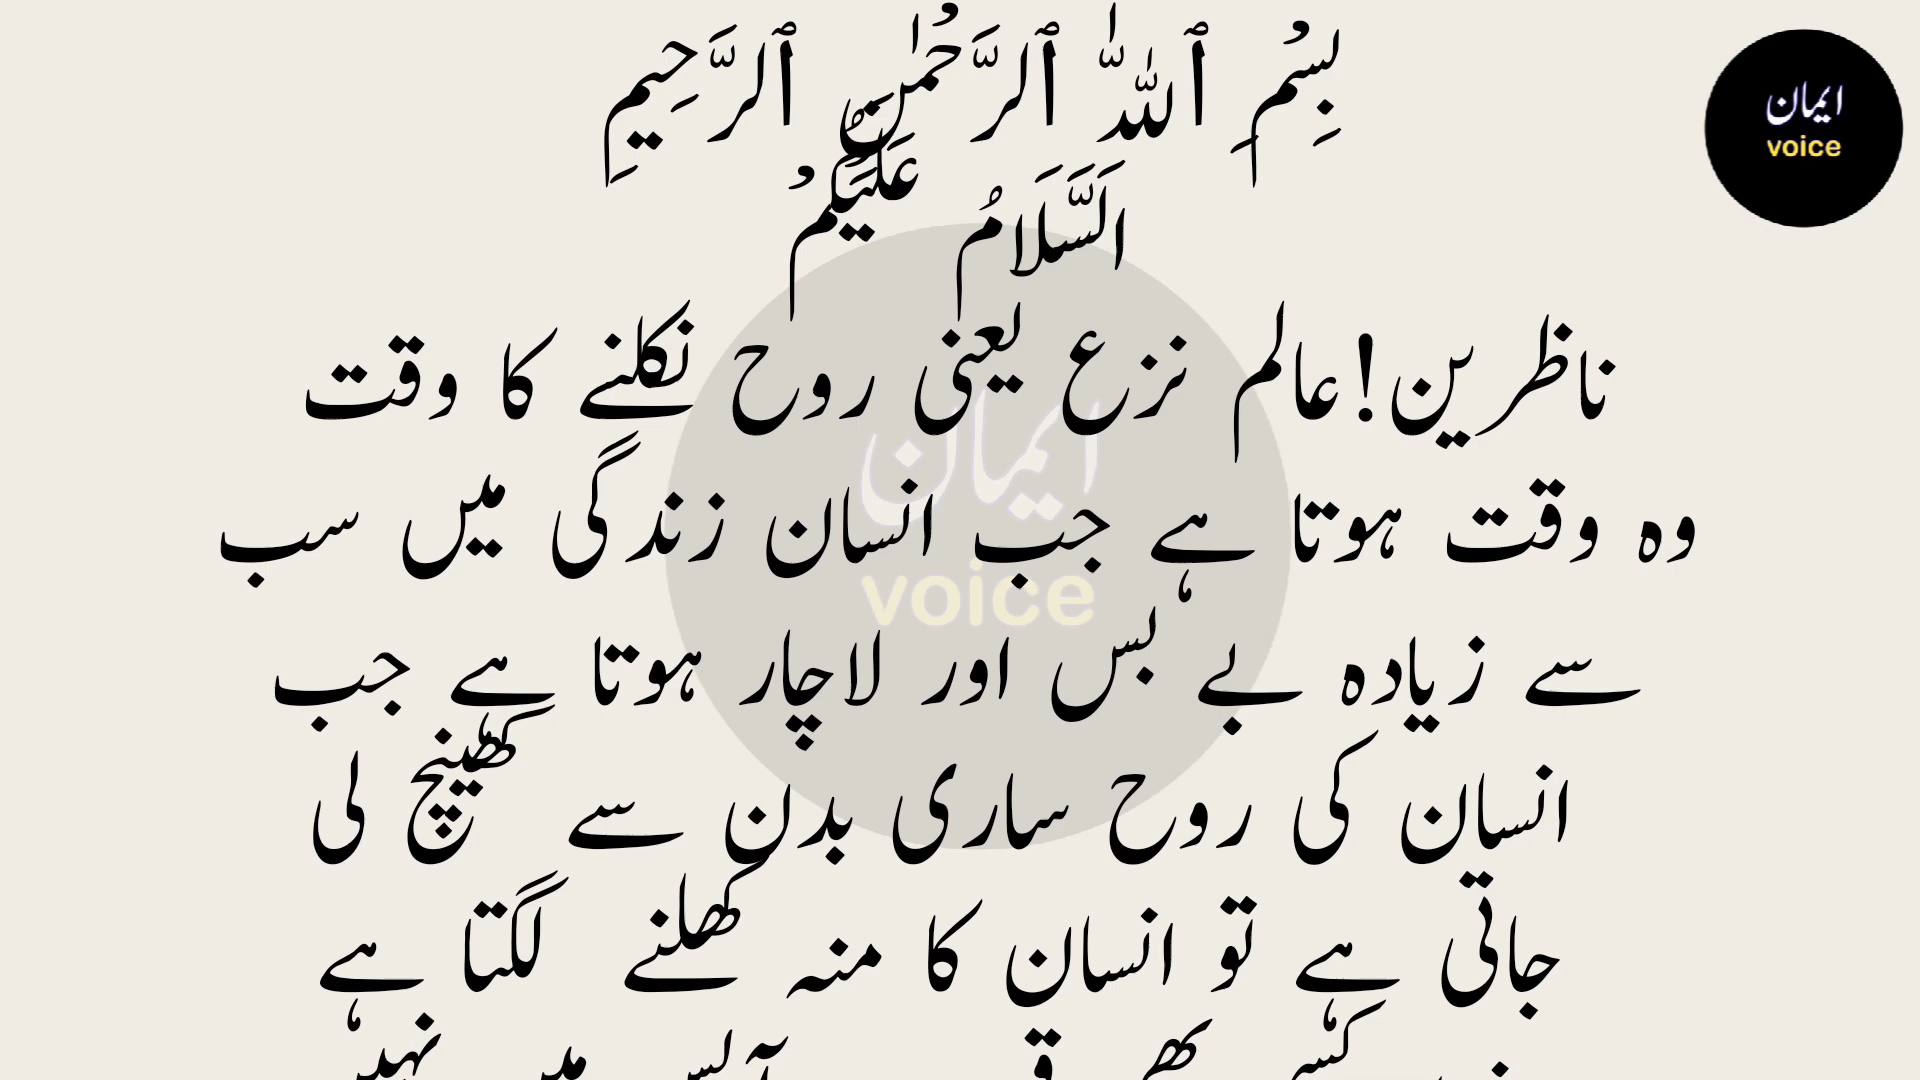 بِسْمِ ٱللّٰهِ ٱلرَّحْمٰنِ ٱلرَّحِيمِ
اَلسَّلَامُ عَلَيْكُمْ
ناظرین!عالم نزع یعنی روح نکلنے کا وقت
وہ وقت ہوتا ہے جب انسان زندگی میں سب
سے زیادہ بے بس اور لاچار ہوتا ہے جب
انسان کی روح ساری بدن سے کھینچ لی
جاتی ہے تو انسان کا منہ کھلنے لگتا ہے
ایمان
voice
ایمان
voice